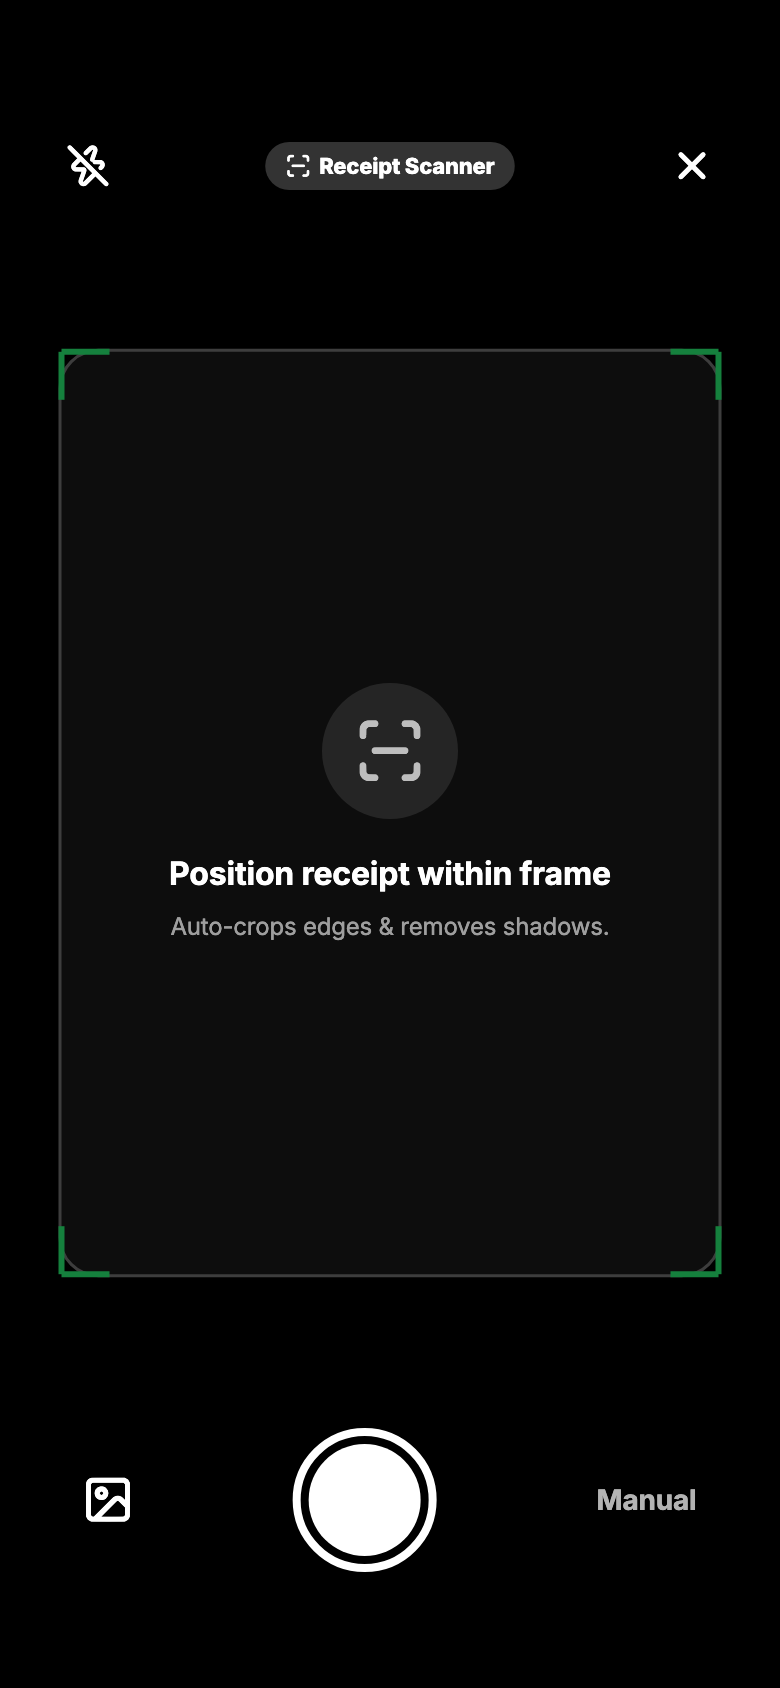 Receipt Scanner
Position receipt within frame
Auto-crops edges & removes shadows.
Manual